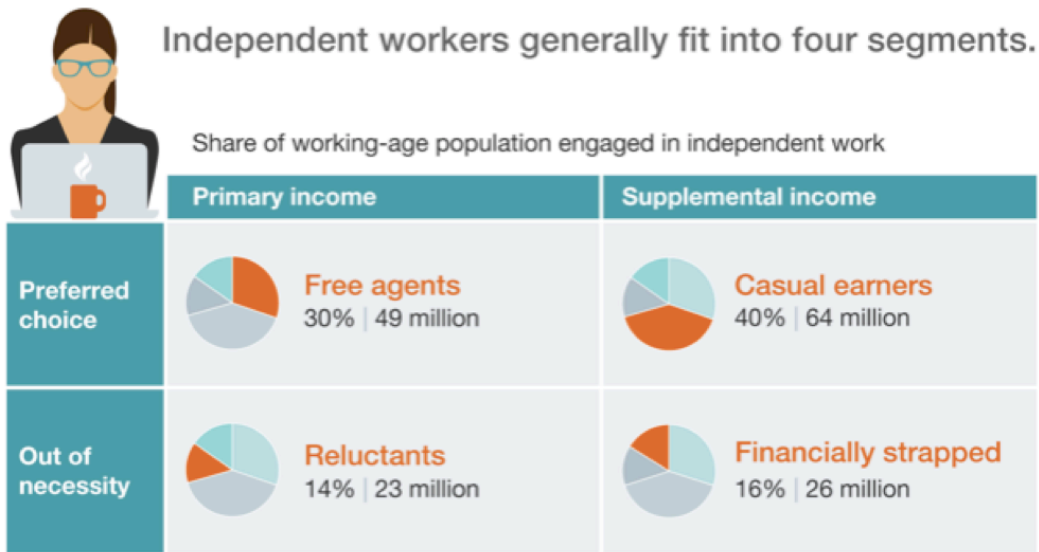 Independent workers generally fit into four segments.
Share of working-age population engaged in independent work
Primary income
Supplemental income
Preferred
choice
Free agents
30% | 49 million
Casual earners
40% | 64 million
Out of
necessity
Reluctants
14% | 23 million
Financially strapped
16% | 26 million